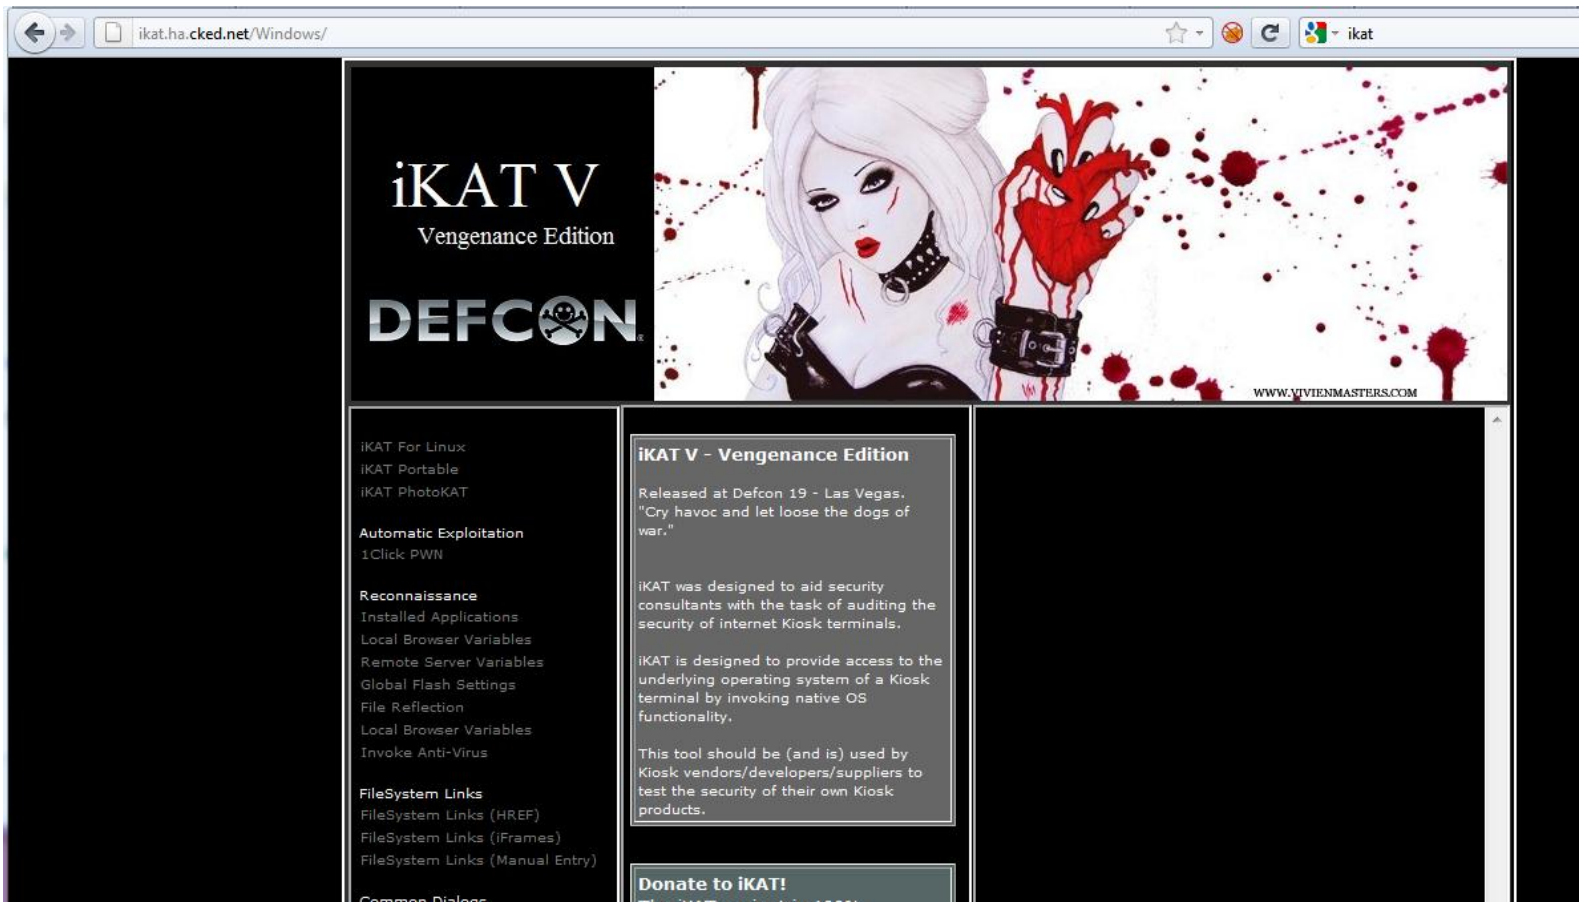 ikat.ha.cked.net/Windows/
ikat
iKAT V
Vengenance Edition
DEFCON
WWW.VIVIENMASTERS.COM
iKAT For Linux
iKAT Portable
iKAT PhotoKAT
Automatic Exploitation
1Click PWN
Reconnaissance
Installed Applications
Local Browser Variables
Remote Server Variables
Global Flash Settings
File Reflection
Local Browser Variables
Invoke Anti-Virus
FileSystem Links
FileSystem Links (HREF)
FileSystem Links (iFrames)
FileSystem Links (Manual Entry)
Common Dialogs
iKAT V - Vengenance Edition
Released at Defcon 19 - Las Vegas.
"Cry havoc and let loose the dogs of
war."
iKAT was designed to aid security
consultants with the task of auditing the
security of internet Kiosk terminals.
iKAT is designed to provide access to the
underlying operating system of a Kiosk
terminal by invoking native OS
functionality.
This tool should be (and is) used by
Kiosk vendors/developers/suppliers to
test the security of their own Kiosk
products.
Donate to iKAT!